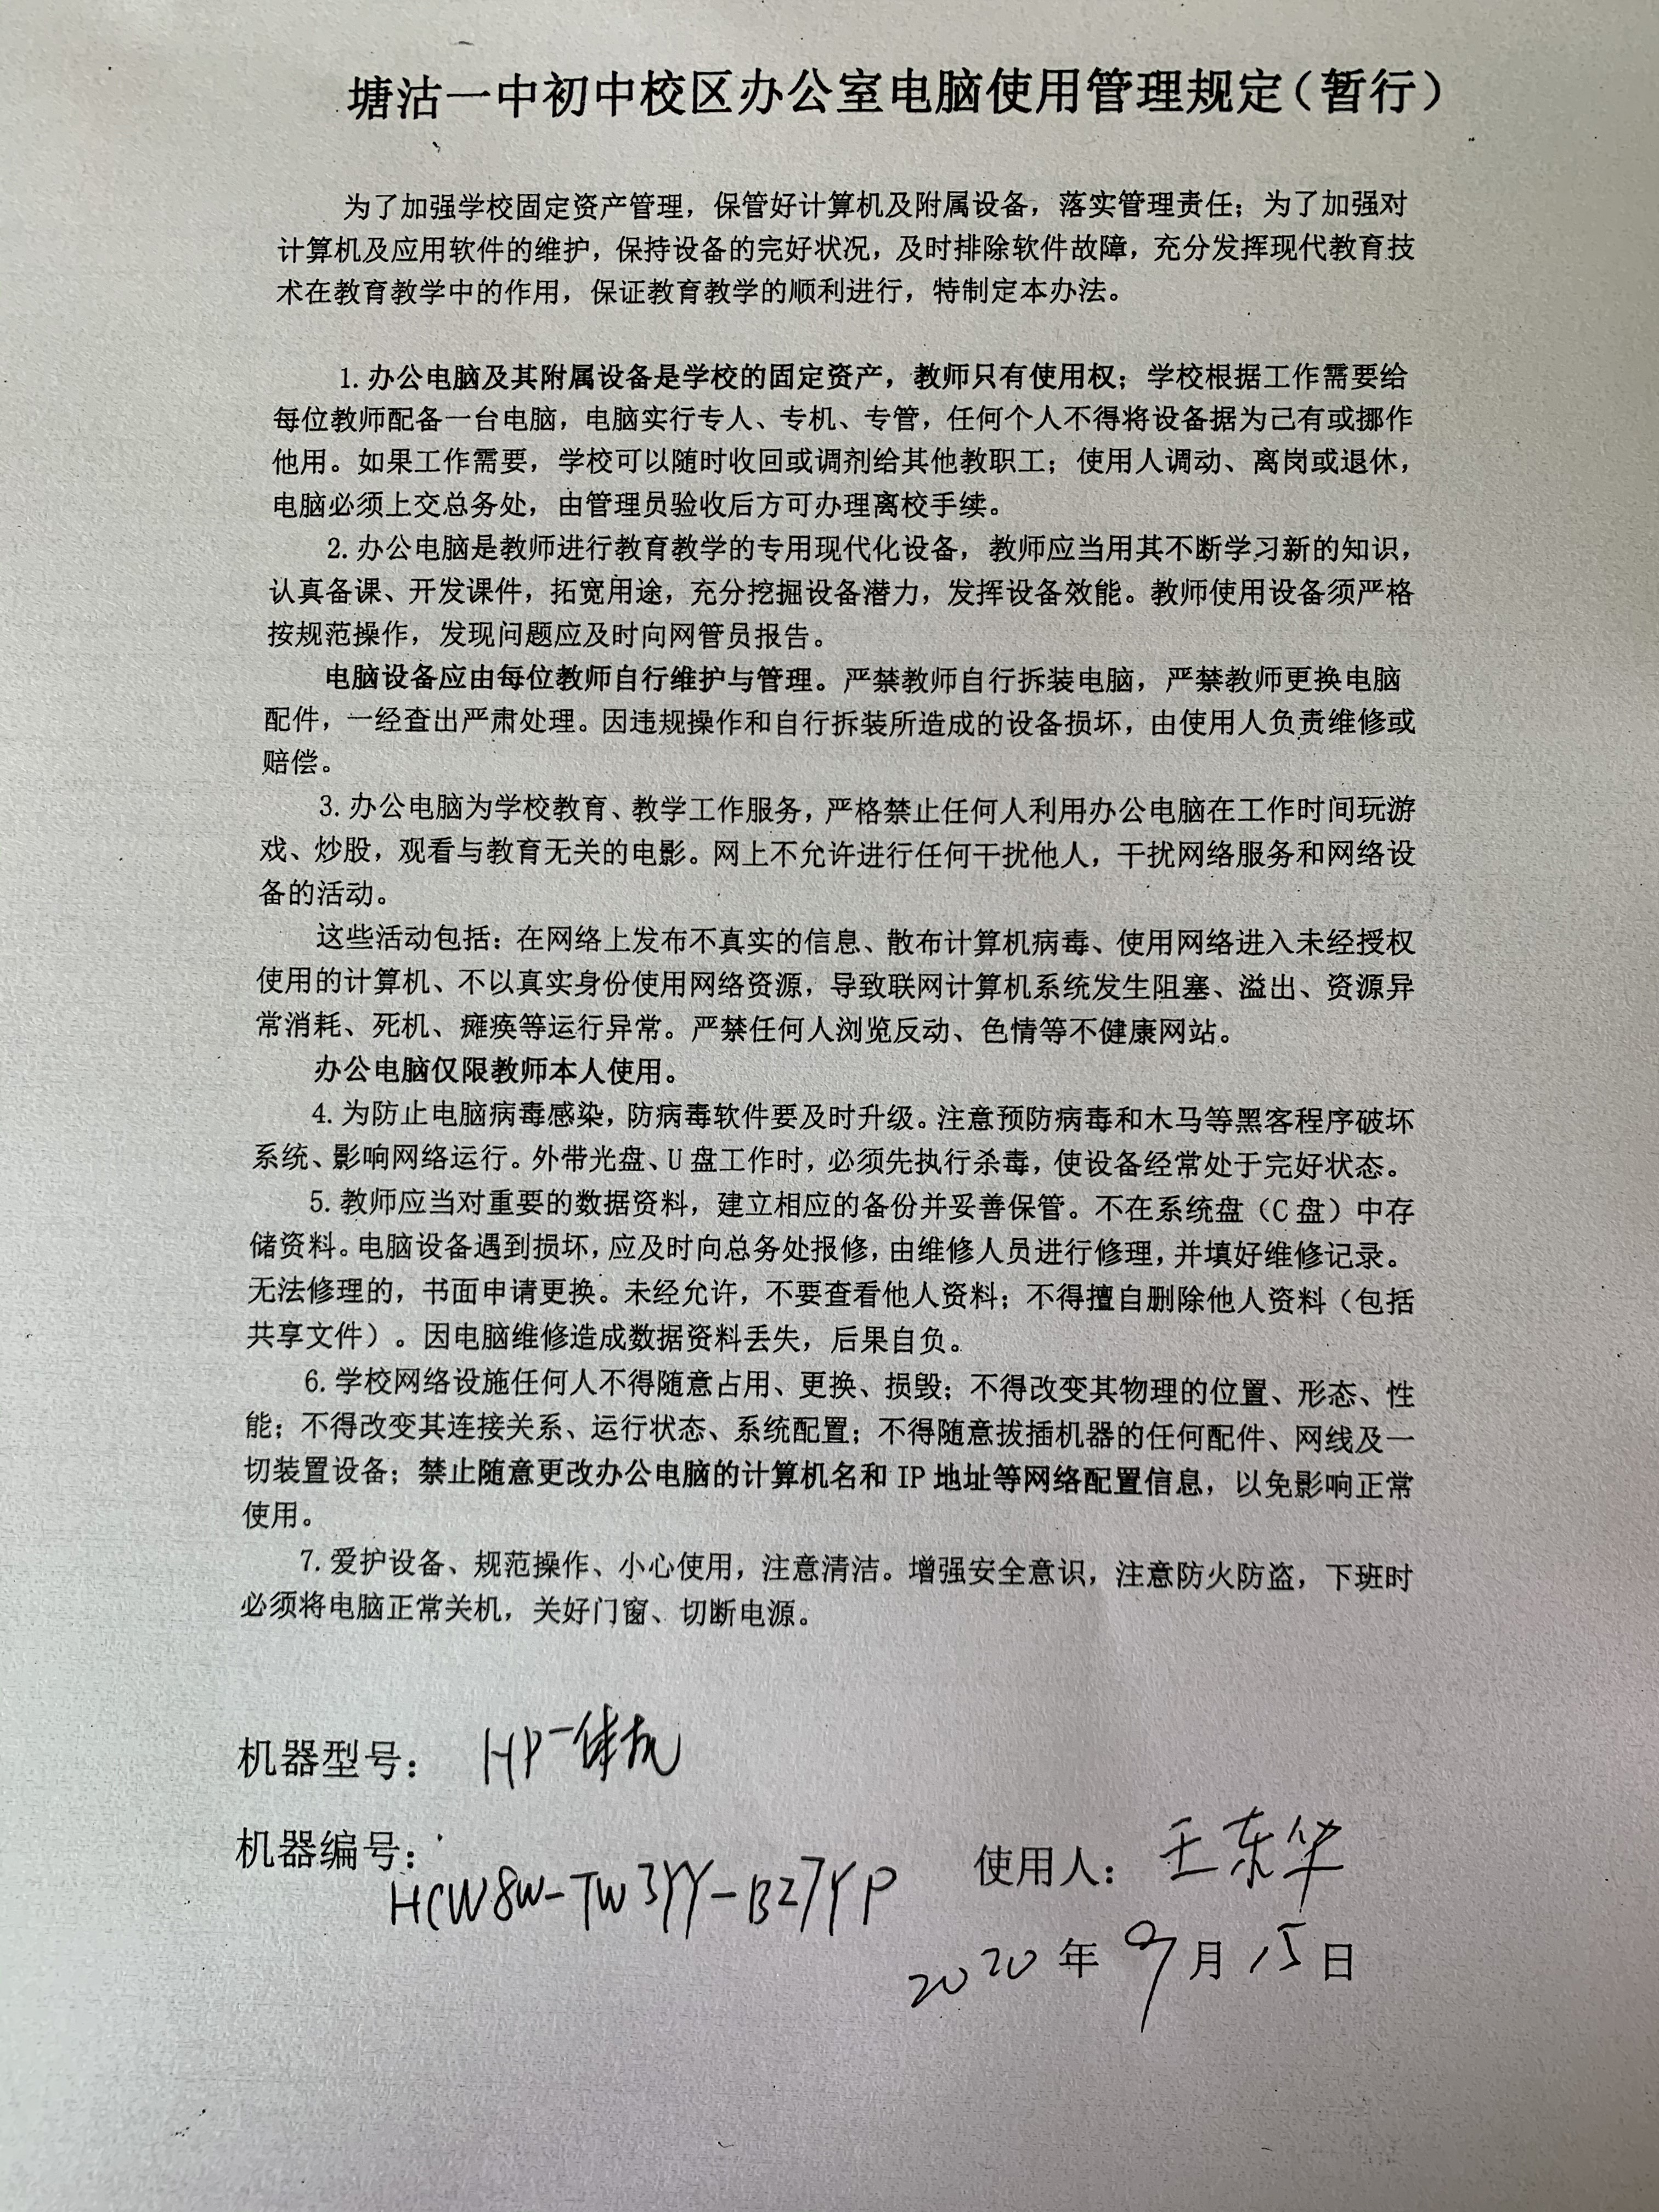 塘沽一中初中校区办公室电脑使用管理规定（暂行）
为了加强学校固定资产管理，保管好计算机及附属设备，落实管理责任；为了加强对
计算机及应用软件的维护，保持设备的完好状况，及时排除软件故障，充分发挥现代教育技
术在教育教学中的作用，保证教育教学的顺利进行，特制定本办法。
1.办公电脑及其附属设备是学校的固定资产，教师只有使用权；学校根据工作需要给
每位教师配备一台电脑，电脑实行专人、专机、专管，任何个人不得将设备据为己有或挪作
他用。如果工作需要，学校可以随时收回或调剂给其他教职工；使用人调动、离岗或退休，
电脑必须上交总务处，由管理员验收后方可办理离校手续。
2.办公电脑是教师进行教育教学的专用现代化设备，教师应当用其不断学习新的知识，
认真备课、开发课件，拓宽用途，充分挖掘设备潜力，发挥设备效能。教师使用设备须严格
按规范操作，发现问题应及时向网管员报告。
电脑设备应由每位教师自行维护与管理。严禁教师自行拆装电脑，严禁教师更换电脑
配件，一经查出严肃处理。因违规操作和自行拆装所造成的设备损坏，由使用人负责维修或
赔偿。
3.办公电脑为学校教育、教学工作服务，严格禁止任何人利用办公电脑在工作时间玩游
戏、炒股，观看与教育无关的电影。网上不允许进行任何干扰他人，干扰网络服务和网络设
备的活动。
这些活动包括：在网络上发布不真实的信息、散布计算机病毒、使用网络进入未经授权
使用的计算机、不以真实身份使用网络资源，导致联网计算机系统发生阻塞、溢出、资源异
常消耗、死机、瘫痪等运行异常。严禁任何人浏览反动、色情等不健康网站。
办公电脑仅限教师本人使用。
4.为防止电脑病毒感染，防病毒软件要及时升级。注意预防病毒和木马等黑客程序破坏
系统、影响网络运行。外带光盘、U盘工作时，必须先执行杀毒，使设备经常处于完好状态。
5.教师应当对重要的数据资料，建立相应的备份并妥善保管。不在系统盘（C盘）中存
储资料。电脑设备遇到损坏，应及时向总务处报修，由维修人员进行修理，并填好维修记录。
无法修理的，书面申请更换。未经允许，不要查看他人资料；不得擅自删除他人资料（包括
共享文件）。因电脑维修造成数据资料丢失，后果自负。
6.学校网络设施任何人不得随意占用、更换、损毁；不得改变其物理的位置、形态、性
能；不得改变其连接关系、运行状态、系统配置；不得随意拔插机器的任何配件、网线及一
切装置设备；禁止随意更改办公电脑的计算机名和IP地址等网络配置信息，以免影响正常
使用。
7.爱护设备、规范操作、小心使用，注意清洁。增强安全意识，注意防火防盗，下班时
必须将电脑正常关机，关好门窗、切断电源。
机器型号： HP一体机
机器编号：
HCW8W-TW3YY-B27YP
使用人：王东华
2020年9月15日